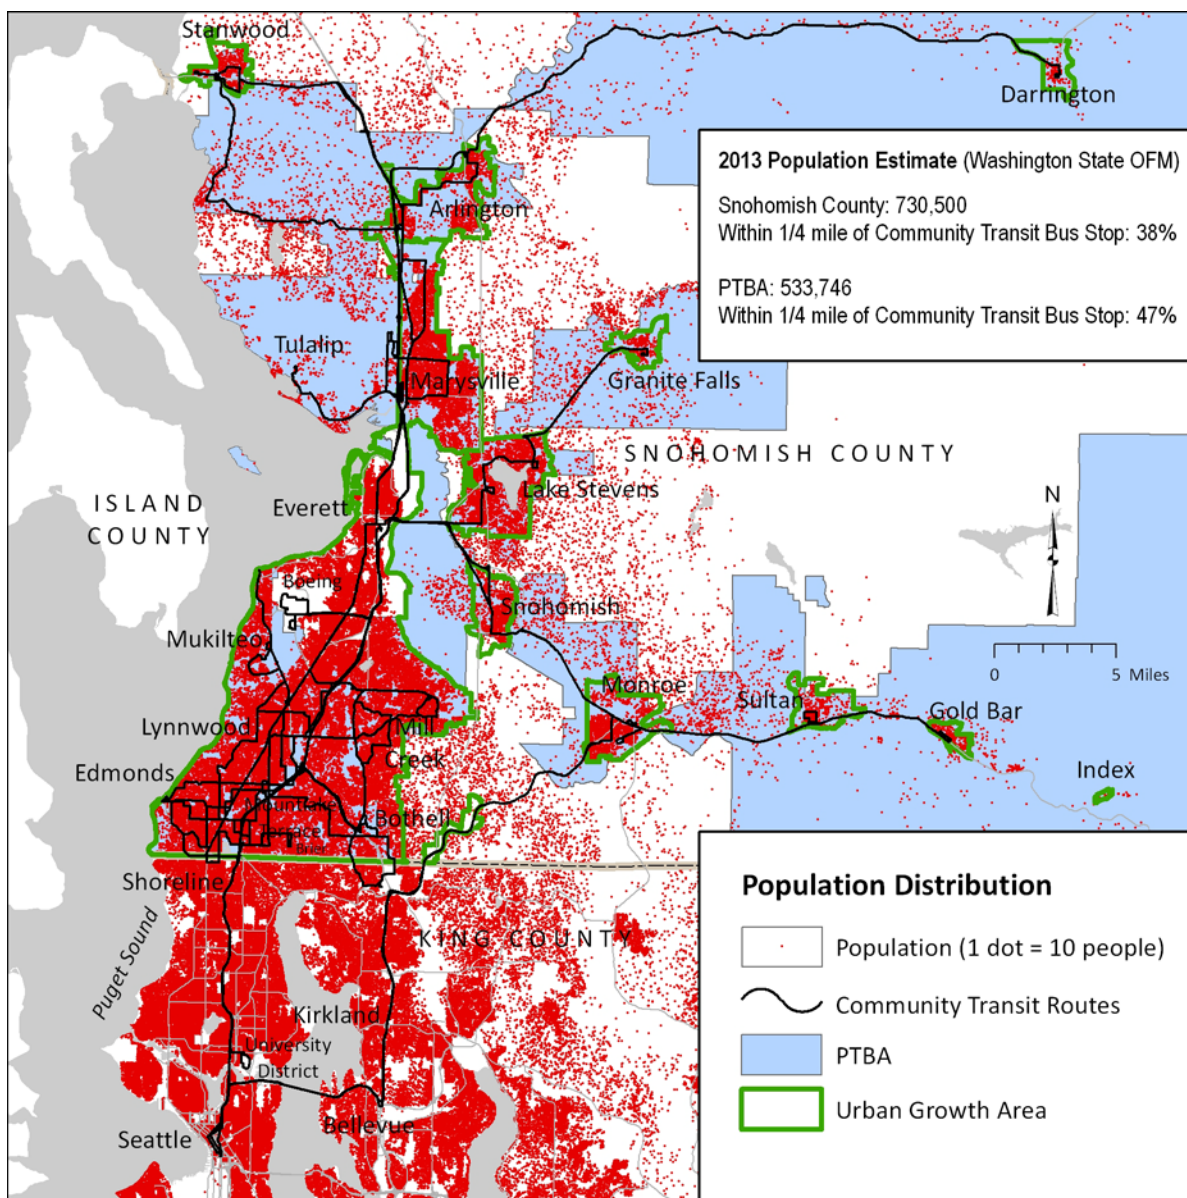 Stanwood
Darrington
2013 Population Estimate (Washington State OFM)
Snohomish County: 730,500
Within 1/4 mile of Community Transit Bus Stop: 38%
PTBA: 533,746
Within 1/4 mile of Community Transit Bus Stop: 47%
Arlington
Tulalip
Marysville
Granite Falls
SNOHOMISH COUNTY
Lake Stevens
ISLAND
COUNTY
Everett
N
Boeing
Snohomish
Mukilteo
0 5 Miles
Monroe
Sultan
Gold Bar
Lynnwood
Mill
Creek
Edmonds
Index
Mountlake
Terrace
Bothell
Brier
Shoreline
Puget Sound
KING COUNTY
Kirkland
University
District
Bellevue
Seattle
Population Distribution
Population (1 dot = 10 people)
Community Transit Routes
PTBA
Urban Growth Area